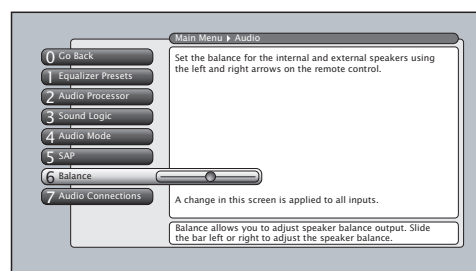 Main Menu ▸ Audio
0 Go Back
1 Equalizer Presets
2 Audio Processor
3 Sound Logic
4 Audio Mode
5 SAP
6 Balance
7 Audio Connections
Set the balance for the internal and external speakers using
the left and right arrows on the remote control.
A change in this screen is applied to all inputs.
Balance allows you to adjust speaker balance output. Slide
the bar left or right to adjust the speaker balance.